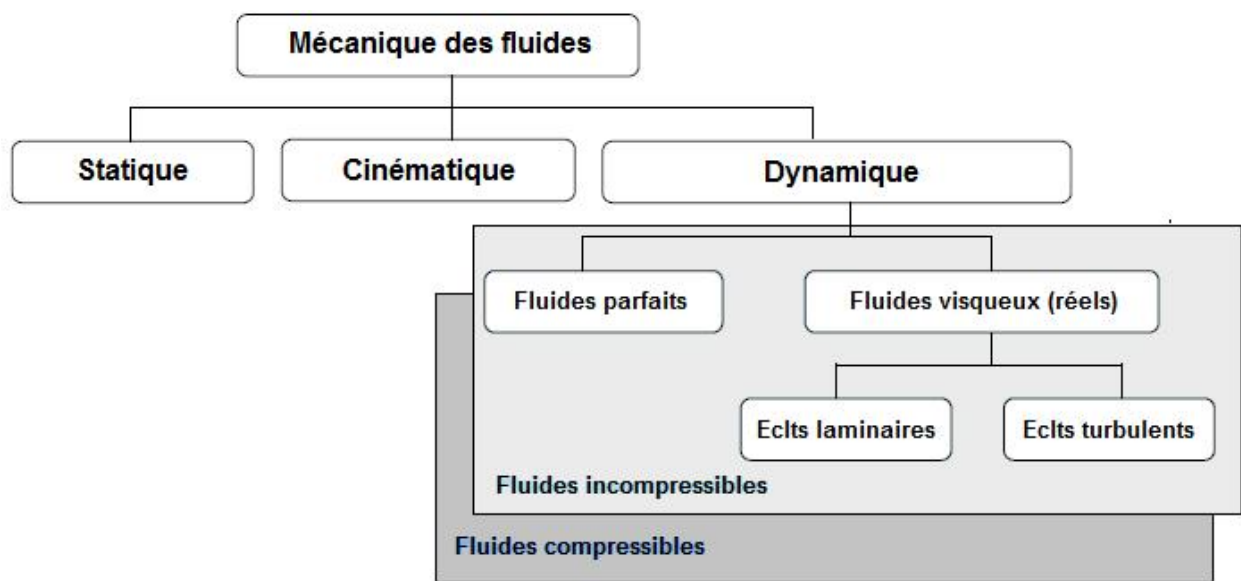 Mécanique des fluides
Statique
Cinématique
Dynamique
Fluides parfaits
Fluides visqueux (réels)
Eclts laminaires
Eclts turbulents
Fluides incompressibles
Fluides compressibles